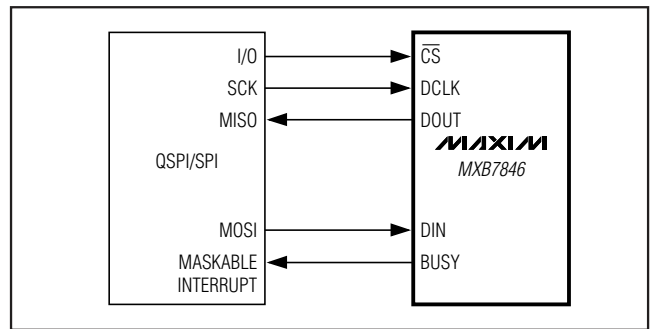 I/O
SCK
MISO
QSPI/SPI
MOSI
MASKABLE
INTERRUPT
CS
DCLK
DOUT
MAXIM
MXB7846
DIN
BUSY